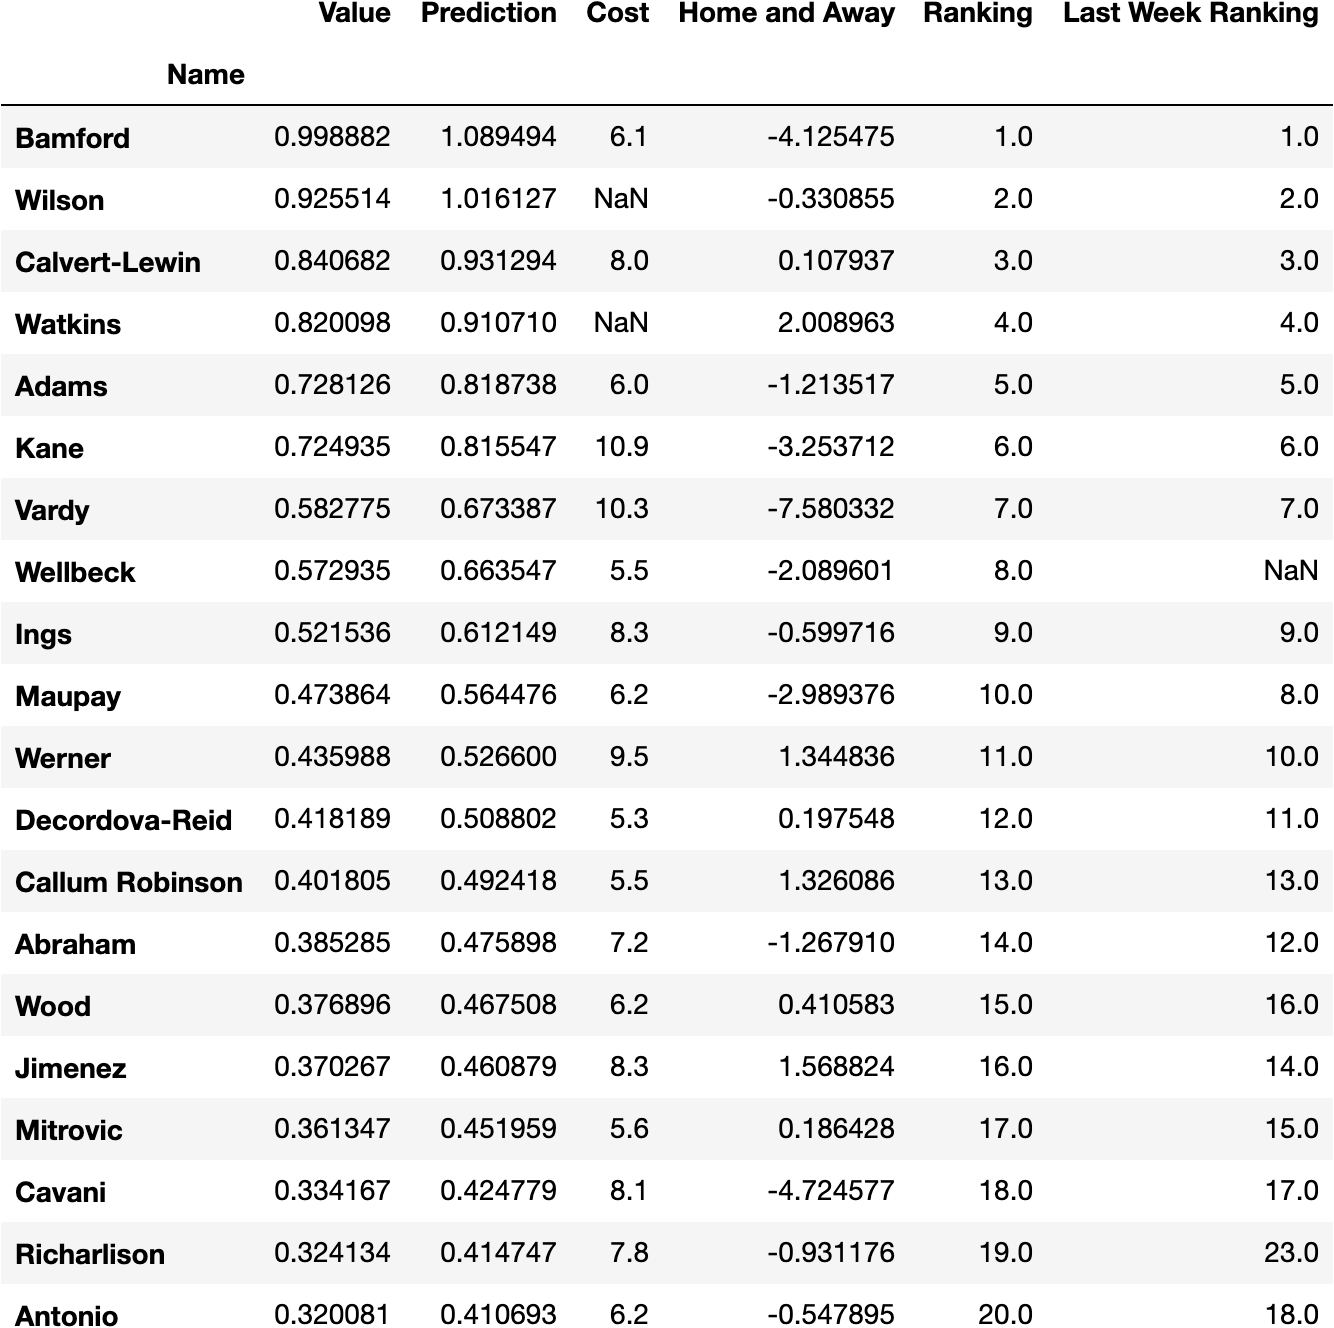 Value Prediction Cost Home and Away Ranking Last Week Ranking
Name
Bamford 0.998882 1.089494 6.1 -4.125475 1.0 1.0
Wilson 0.925514 1.016127 NaN -0.330855 2.0 2.0
Calvert-Lewin 0.840682 0.931294 8.0 0.107937 3.0 3.0
Watkins 0.820098 0.910710 NaN 2.008963 4.0 4.0
Adams 0.728126 0.818738 6.0 -1.213517 5.0 5.0
Kane 0.724935 0.815547 10.9 -3.253712 6.0 6.0
Vardy 0.582775 0.673387 10.3 -7.580332 7.0 7.0
Wellbeck 0.572935 0.663547 5.5 -2.089601 8.0 NaN
Ings 0.521536 0.612149 8.3 -0.599716 9.0 9.0
Maupay 0.473864 0.564476 6.2 -2.989376 10.0 8.0
Werner 0.435988 0.526600 9.5 1.344836 11.0 10.0
Decordova-Reid 0.418189 0.508802 5.3 0.197548 12.0 11.0
Callum Robinson 0.401805 0.492418 5.5 1.326086 13.0 13.0
Abraham 0.385285 0.475898 7.2 -1.267910 14.0 12.0
Wood 0.376896 0.467508 6.2 0.410583 15.0 16.0
Jimenez 0.370267 0.460879 8.3 1.568824 16.0 14.0
Mitrovic 0.361347 0.451959 5.6 0.186428 17.0 15.0
Cavani 0.334167 0.424779 8.1 -4.724577 18.0 17.0
Richarlison 0.324134 0.414747 7.8 -0.931176 19.0 23.0
Antonio 0.320081 0.410693 6.2 -0.547895 20.0 18.0